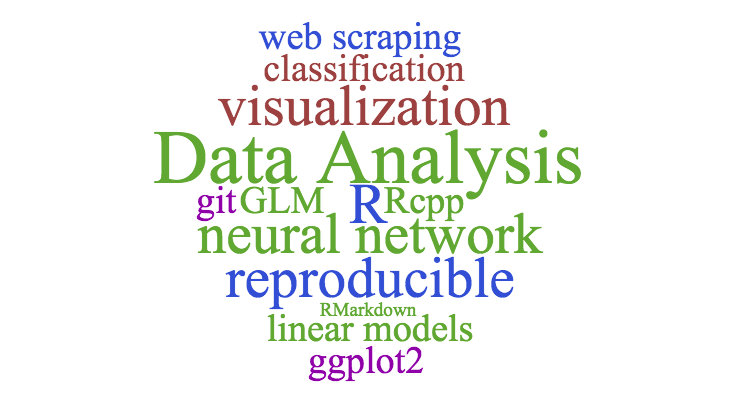 web scraping
classification
visualization
Data Analysis
git GLM R Rcpp
neural network
reproducible
RMarkdown
linear models
ggplot2